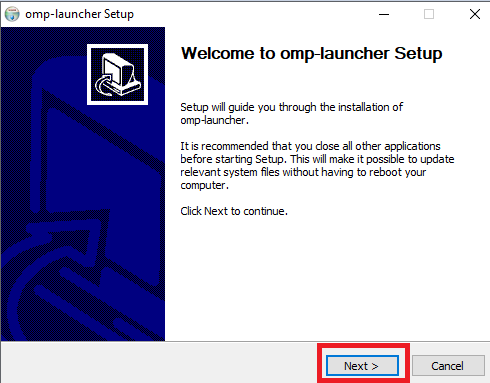 omp-launcher Setup
Welcome to omp-launcher Setup
Setup will guide you through the installation of
omp-launcher.
It is recommended that you close all other applications
before starting Setup. This will make it possible to update
relevant system files without having to reboot your
computer.
Click Next to continue.
Next >
Cancel